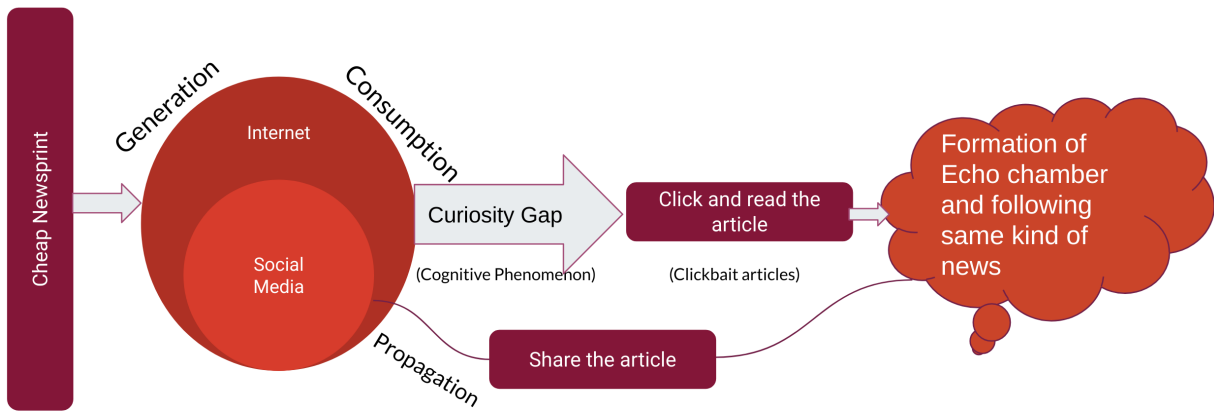 Cheap Newsprint
Generation
Consumption
Internet
Social
Media
Propagation
Curiosity Gap
(Cognitive Phenomenon)
Click and read the
article
(Clickbait articles)
Share the article
Formation of
Echo chamber
and following
same kind of
news